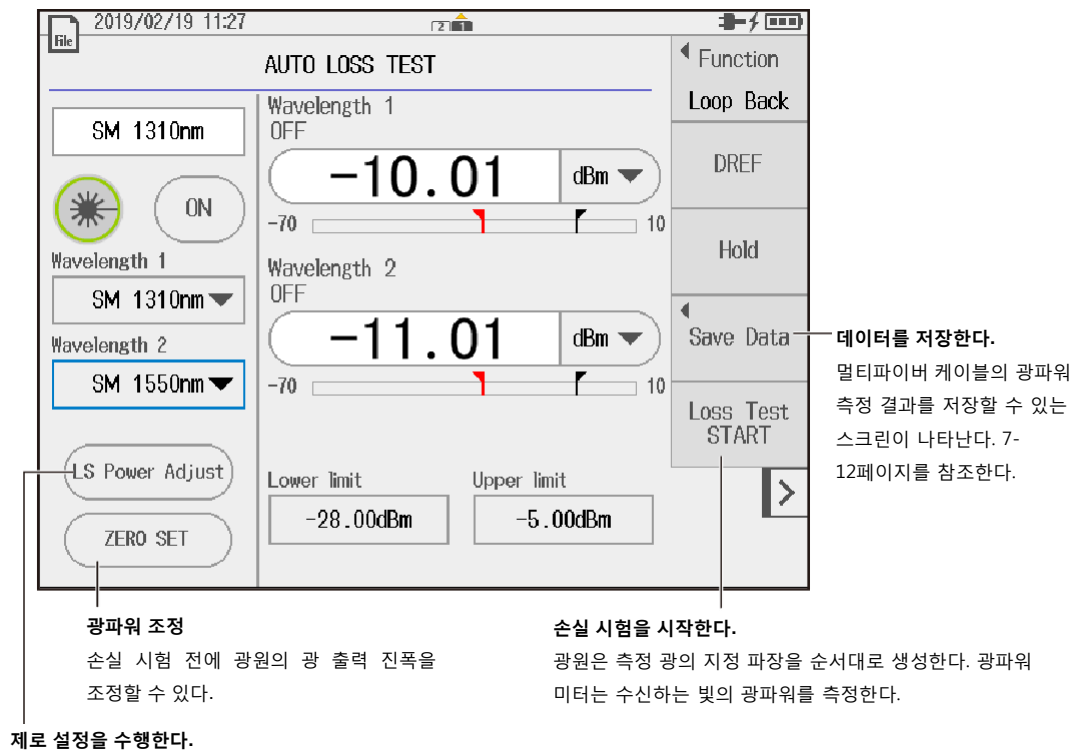 2019/02/19 11:27
2 1
File
AUTO LOSS TEST
Function
Loop Back
SM 1310nm
Wavelength 1
OFF
-10.01 dBm
-70 10
DREF
ON
Wavelength 1
SM 1310nm
Wavelength 2
OFF
-11.01 dBm
-70 10
Hold
Wavelength 2
SM 1550nm
Save Data
Loss Test
START
LS Power Adjust
ZERO SET
Lower limit
-28.00dBm
Upper limit
-5.00dBm
데이터를 저장한다.
멀티파이버 케이블의 광파워
측정 결과를 저장할 수 있는
스크린이 나타난다. 7-
12페이지를 참조한다.
광파워 조정
손실 시험 전에 광원의 광 출력 진폭을
조정할 수 있다.
손실 시험을 시작한다.
광원은 측정 광의 지정 파장을 순서대로 생성한다. 광파워
미터는 수신하는 빛의 광파워를 측정한다.
제로 설정을 수행한다.